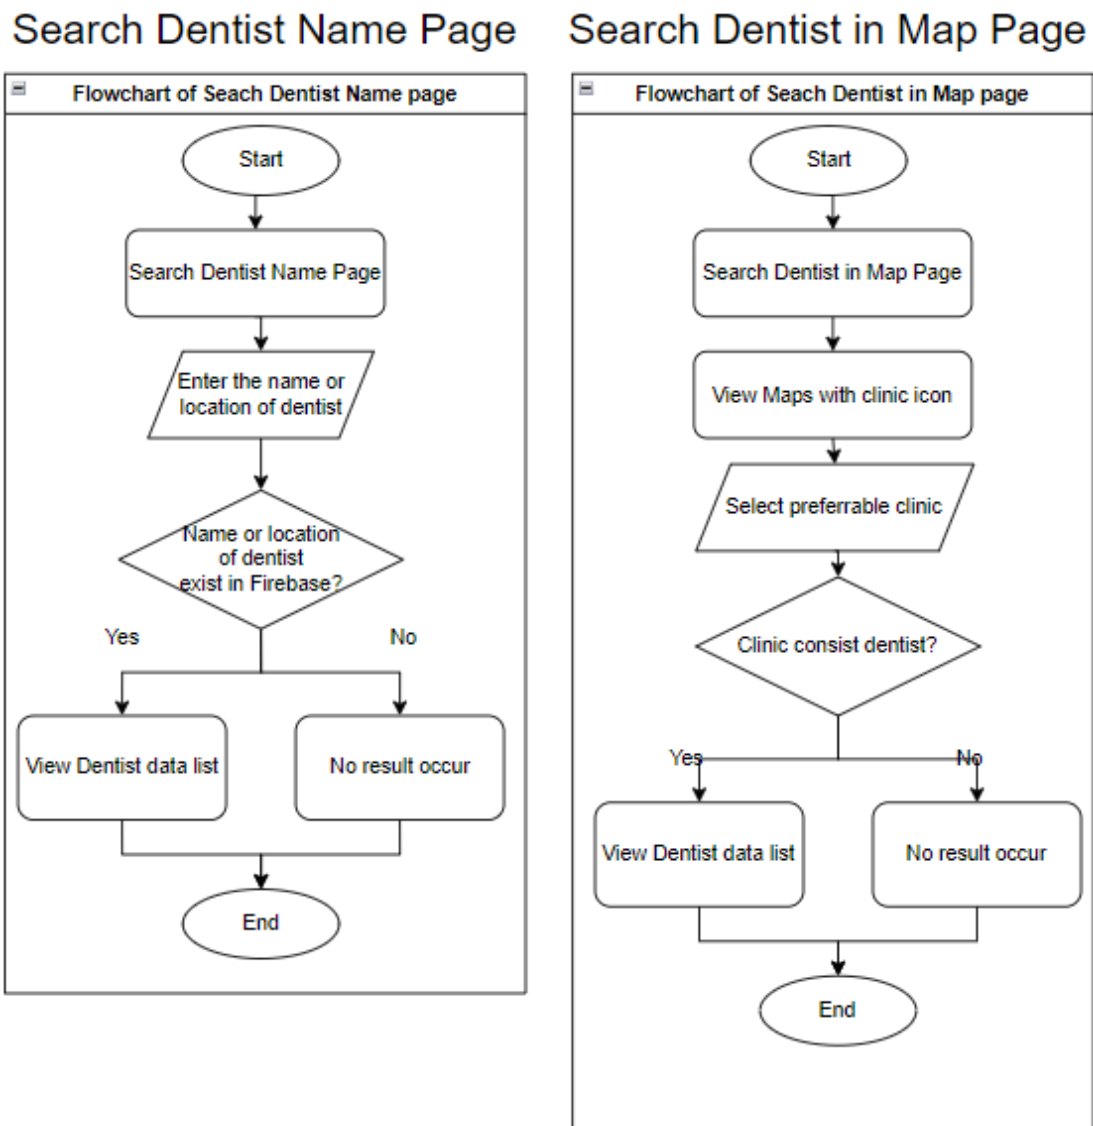 Search Dentist Name Page
Flowchart of Seach Dentist Name page
Start
Search Dentist Name Page
Enter the name or
location of dentist
Name or location
of dentist
exist in Firebase?
Yes
No
View Dentist data list
No result occur
End
Search Dentist in Map Page
Flowchart of Seach Dentist in Map page
Start
Search Dentist in Map Page
View Maps with clinic icon
Select preferrable clinic
Clinic consist dentist?
Yes
No
View Dentist data list
No result occur
End